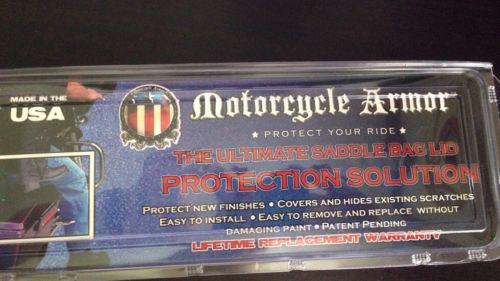 MADE IN THE
USA
Motorcycle Armor
★ PROTECT YOUR RIDE ★
THE ULTIMATE SADDLE BAG LID
PROTECTION SOLUTION
PROTECT NEW FINISHES • COVERS AND HIDES EXISTING SCRATCHES
EASY TO INSTALL • EASY TO REMOVE AND REPLACE WITHOUT
DAMAGING PAINT • PATENT PENDING
LIFETIME REPLACEMENT WARRANTY